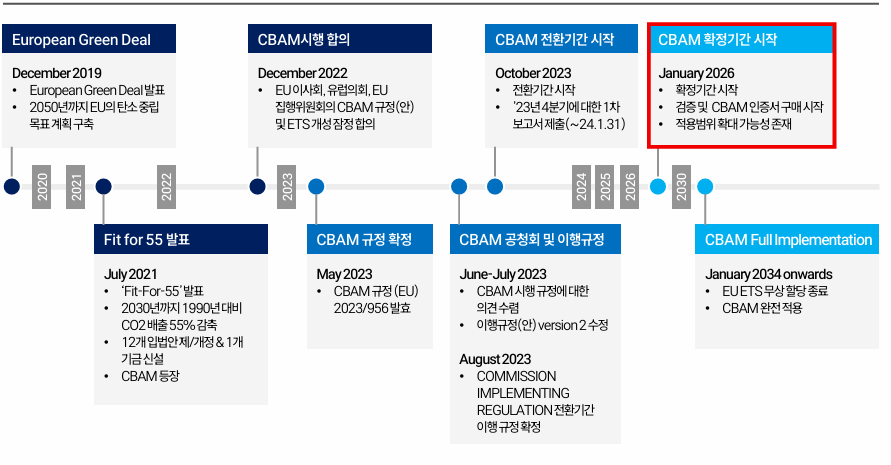 European Green Deal
December 2019
• European Green Deal 발표
• 2050년까지 EU의 탄소 중립
목표 계획 구축
CBAM시행 합의
December 2022
• EU 이사회, 유럽의회, EU
집행위원회의 CBAM 규정(안)
및 ETS 개성 잠정 합의
CBAM 전환기간 시작
October 2023
• 전환기간 시작
• ’23년 4분기에 대한 1차
보고서 제출(~24.1.31)
CBAM 확정기간 시작
January 2026
• 확정기간 시작
• 검증 및 CBAM 인증서 구매 시작
• 적용범위 확대 가능성 존재
2020
2021
2022
2023
2024
2025
2026
2030
Fit for 55 발표
July 2021
• ‘Fit-For-55’ 발표
• 2030년까지 1990년 대비
CO2 배출 55% 감축
• 12개 입법안 제/개정 & 1개
기금 신설
• CBAM 등장
CBAM 규정 확정
May 2023
• CBAM 규정 (EU)
2023/956 발효
CBAM 공청회 및 이행규정
June-July 2023
• CBAM 시행 규정에 대한
의견 수렴
• 이행규정(안) version 2 수정
August 2023
• COMMISSION
IMPLEMENTING
REGULATION 전환기간
이행 규정 확정
CBAM Full Implementation
January 2034 onwards
• EU ETS 무상 할당 종료
• CBAM 완전 적용